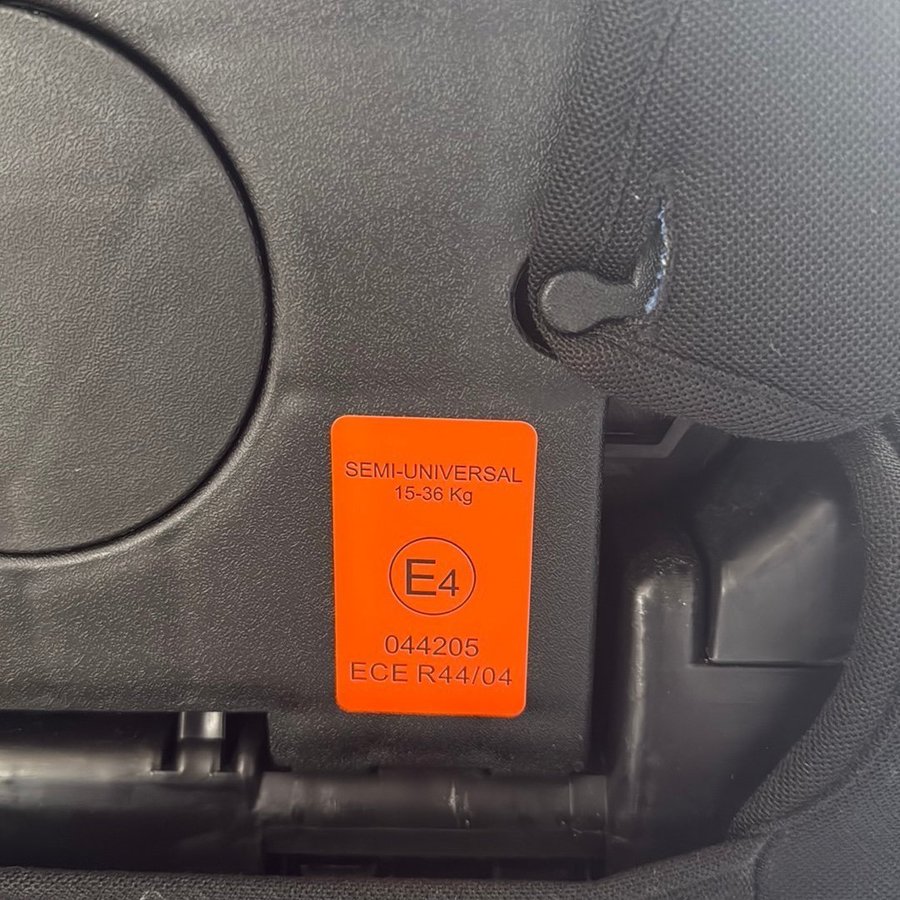 SEMI-UNIVERSAL
15-36 Kg
E4
044205
ECE R44/04